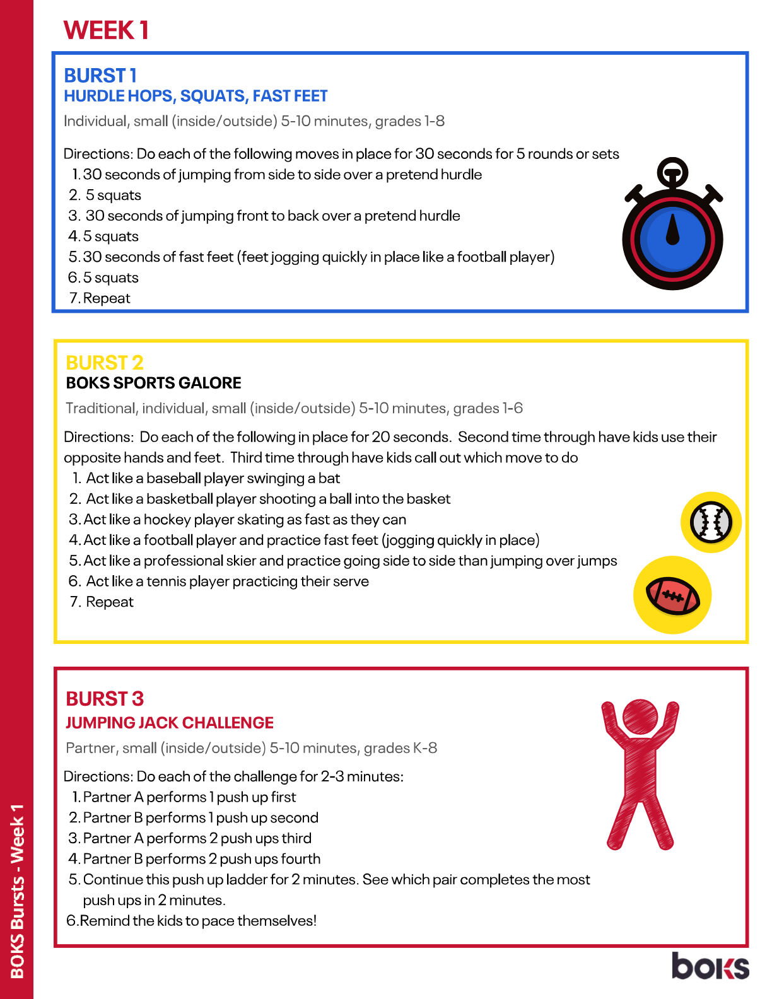 WEEK 1
BURST 1
HURDLE HOPS, SQUATS, FAST FEET
Individual, small (inside/outside) 5-10 minutes, grades 1-8
Directions: Do each of the following moves in place for 30 seconds for 5 rounds or sets
1. 30 seconds of jumping from side to side over a pretend hurdle
2. 5 squats
3. 30 seconds of jumping front to back over a pretend hurdle
4. 5 squats
5. 30 seconds of fast feet (feet jogging quickly in place like a football player)
6. 5 squats
7. Repeat
BURST 2
BOKS SPORTS GALORE
Traditional, individual, small (inside/outside) 5-10 minutes, grades 1-6
Directions:  Do each of the following in place for 20 seconds.  Second time through have kids use their
opposite hands and feet.  Third time through have kids call out which move to do
1. Act like a baseball player swinging a bat
2. Act like a basketball player shooting a ball into the basket
3. Act like a hockey player skating as fast as they can
4. Act like a football player and practice fast feet (jogging quickly in place)
5. Act like a professional skier and practice going side to side than jumping over jumps
6. Act like a tennis player practicing their serve
7. Repeat
BURST 3
JUMPING JACK CHALLENGE
Partner, small (inside/outside) 5-10 minutes, grades K-8
Directions: Do each of the challenge for 2-3 minutes:
1. Partner A performs 1 push up first
2. Partner B performs 1 push up second
3. Partner A performs 2 push ups third
4. Partner B performs 2 push ups fourth
5. Continue this push up ladder for 2 minutes. See which pair completes the most
push ups in 2 minutes.
6.Remind the kids to pace themselves!
BOKS Bursts - Week 1
boks